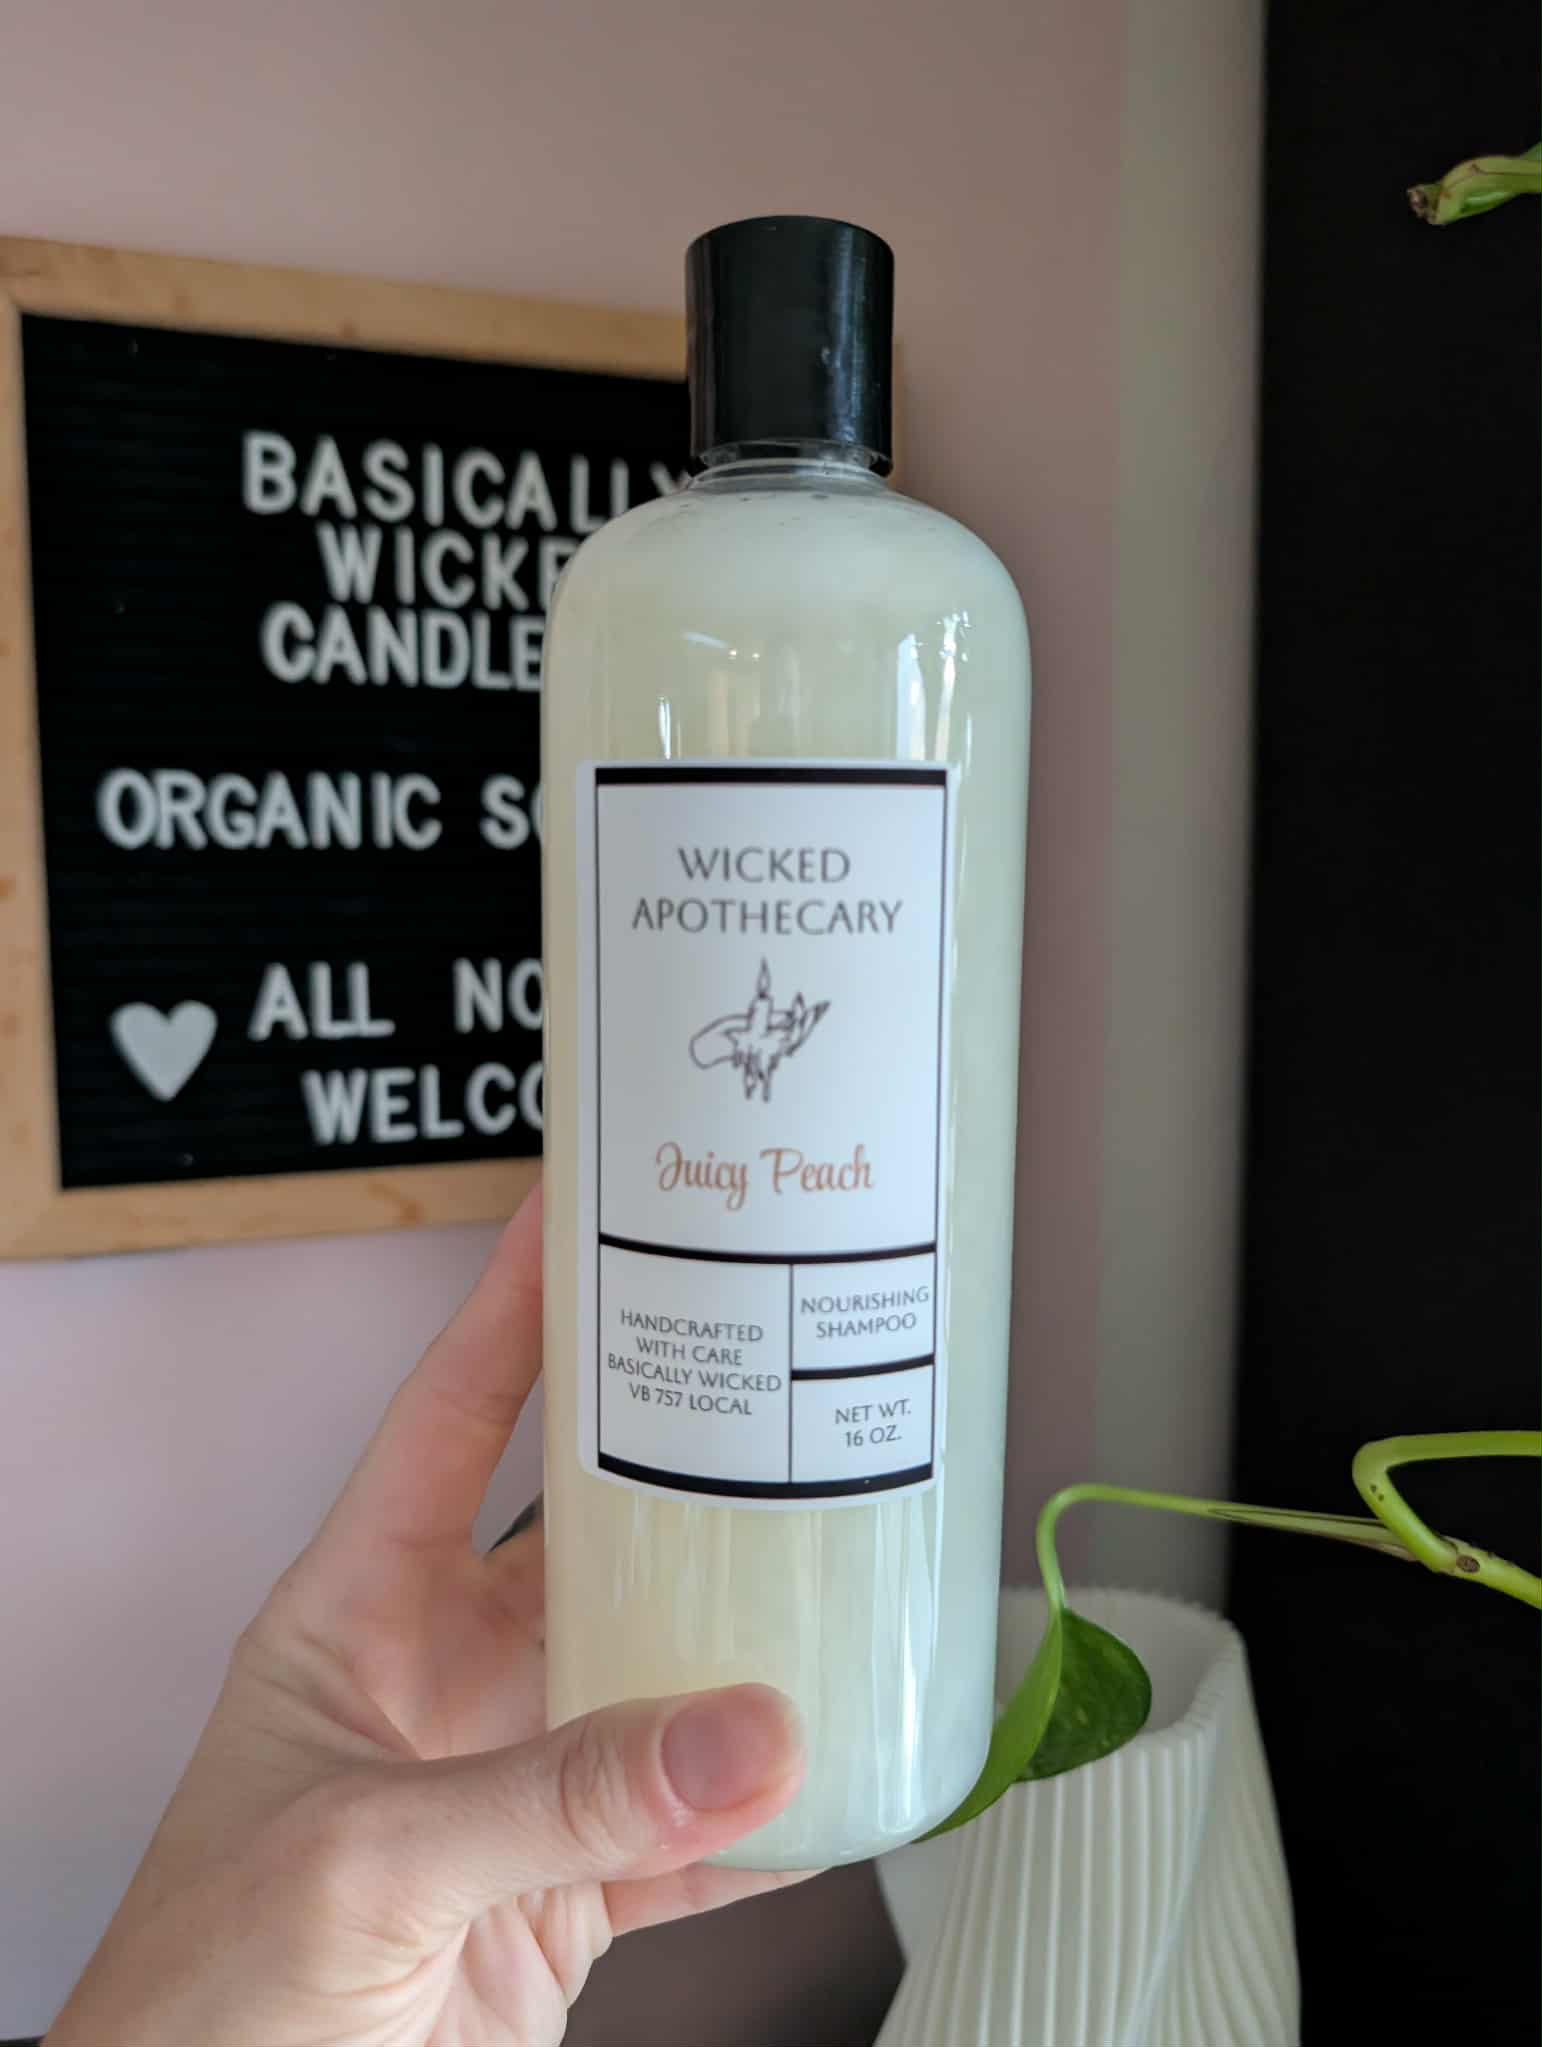 BASICALLY
WICKE
CANDLE
ORGANIC SO
ALL NO
WELCO
WICKED
APOTHECARY
Juicy Peach
HANDCRAFTED
WITH CARE
BASICALLY WICKED
VB 757 LOCAL
NOURISHING
SHAMPOO
NET WT.
16 OZ.